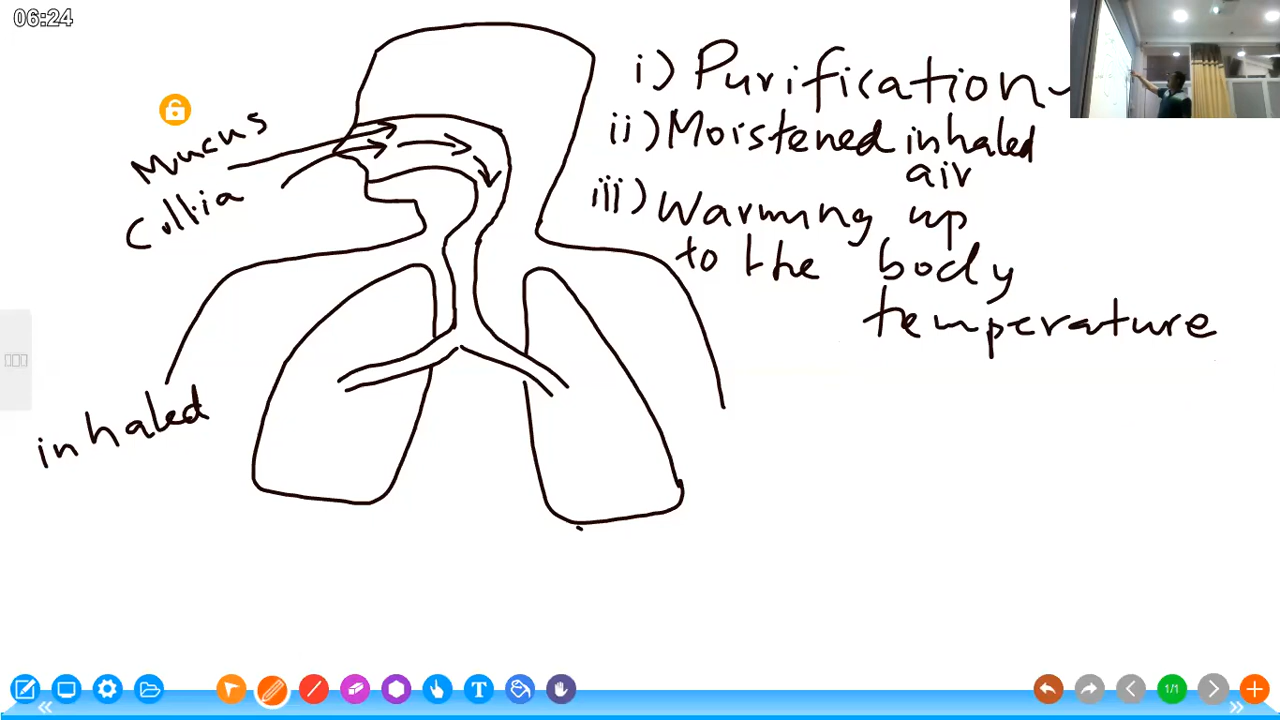 06:24
i) Purification
ii) Moistened inhaled
air
iii) Warming up
to the body
temperature
Mucus
Cillia
inhaled
T
1/1